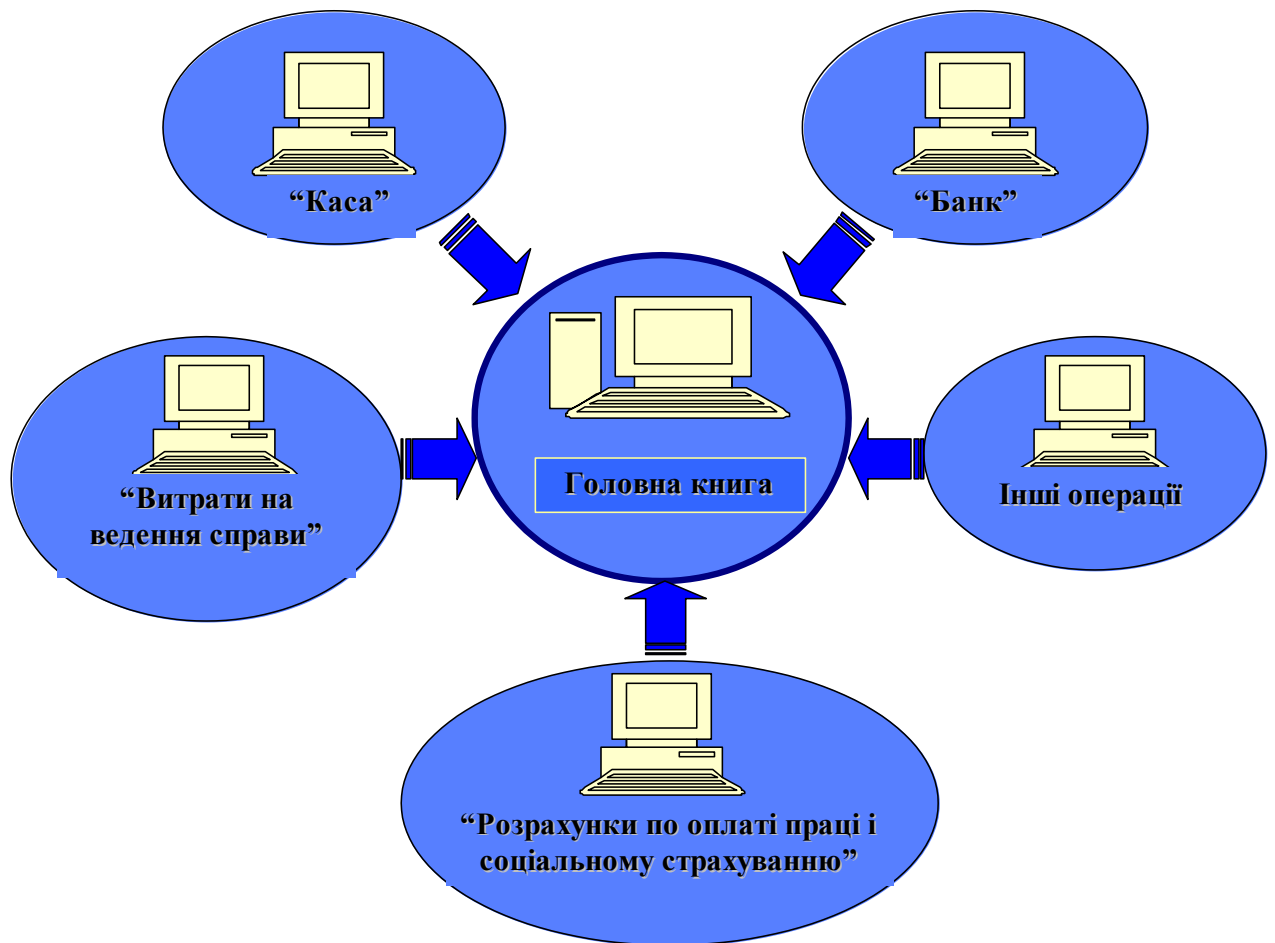 “Каса”
“Банк”
Головна книга
“Витрати на
ведення справи”
Інші операції
“Розрахунки по оплаті праці і
соціальному страхуванню”